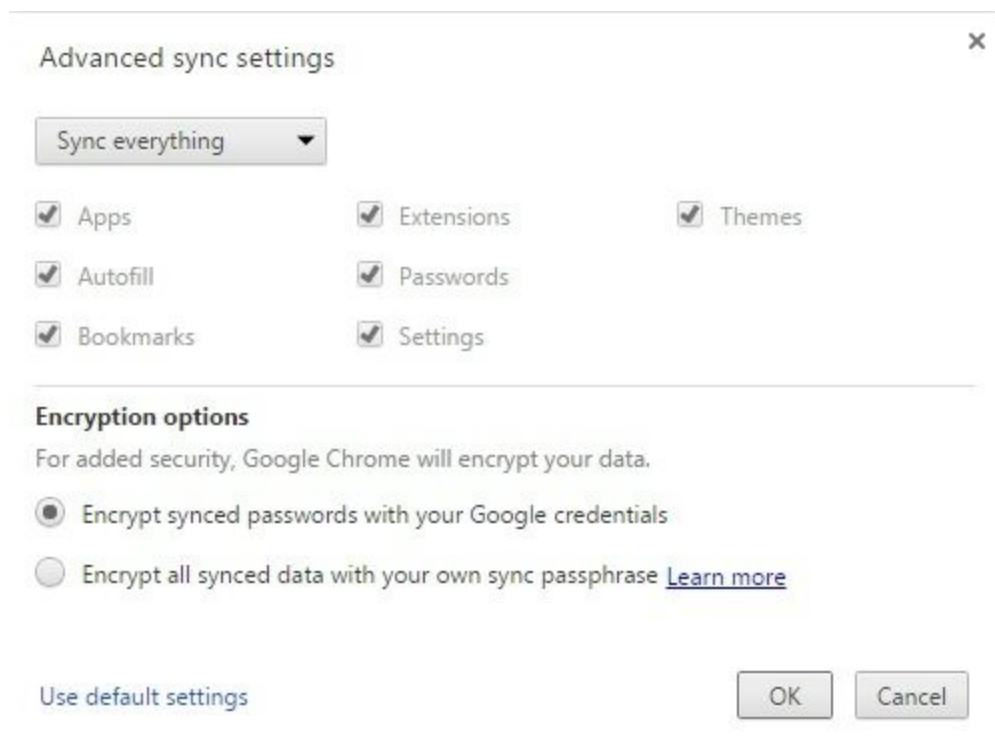 Advanced sync settings
Sync everything
Apps Extensions Themes
Autofill Passwords
Bookmarks Settings
Encryption options
For added security, Google Chrome will encrypt your data.
Encrypt synced passwords with your Google credentials
Encrypt all synced data with your own sync passphrase Learn more
Use default settings OK Cancel